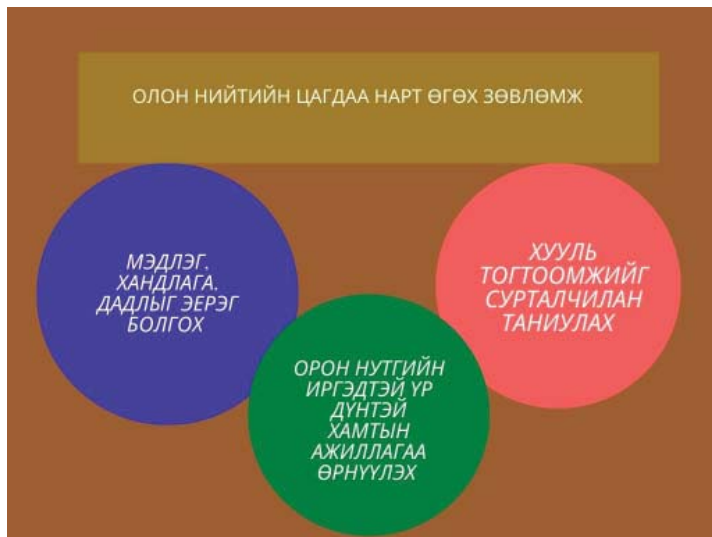 ОЛОН НИЙТИЙН ЦАГДАА НАРТ ӨГӨХ ЗӨВЛӨМЖ
МЭДЛЭГ.
ХАНДЛАГА.
ДАДЛЫГ ЭЕРЭГ
БОЛГОХ
ОРОН НУТГИЙН
ИРГЭДТЭЙ ҮР
ДҮНТЭЙ
ХАМТЫН
АЖИЛЛАГАА
ӨРНҮҮЛЭХ
ХУУЛЬ
ТОГТООМЖИЙГ
СУРТАЛЧИЛАН
ТАНИУЛАХ